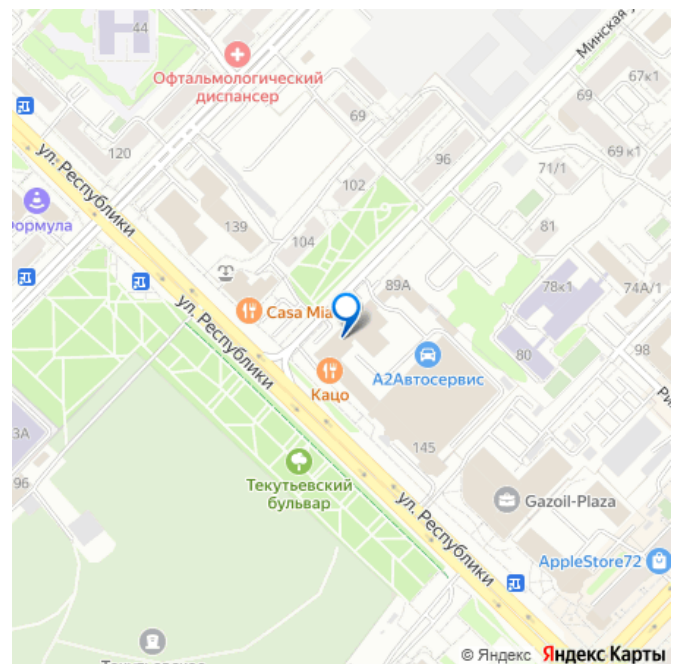 44
Минская у
67к1
Офтальмологический
диспансер
69
69
69 к1
120
96
71/1
ул. Республики
102
Формула
139
104
81
ул. Республики
89А
78к1
74А/1
Casa Mia
80
98
А2Автосервис
Кацо
3А
145
96
Текутьевский
бульвар
ул. Республики
Gazoil-Plaza
AppleStore72
© Яндекс Яндекс Карты